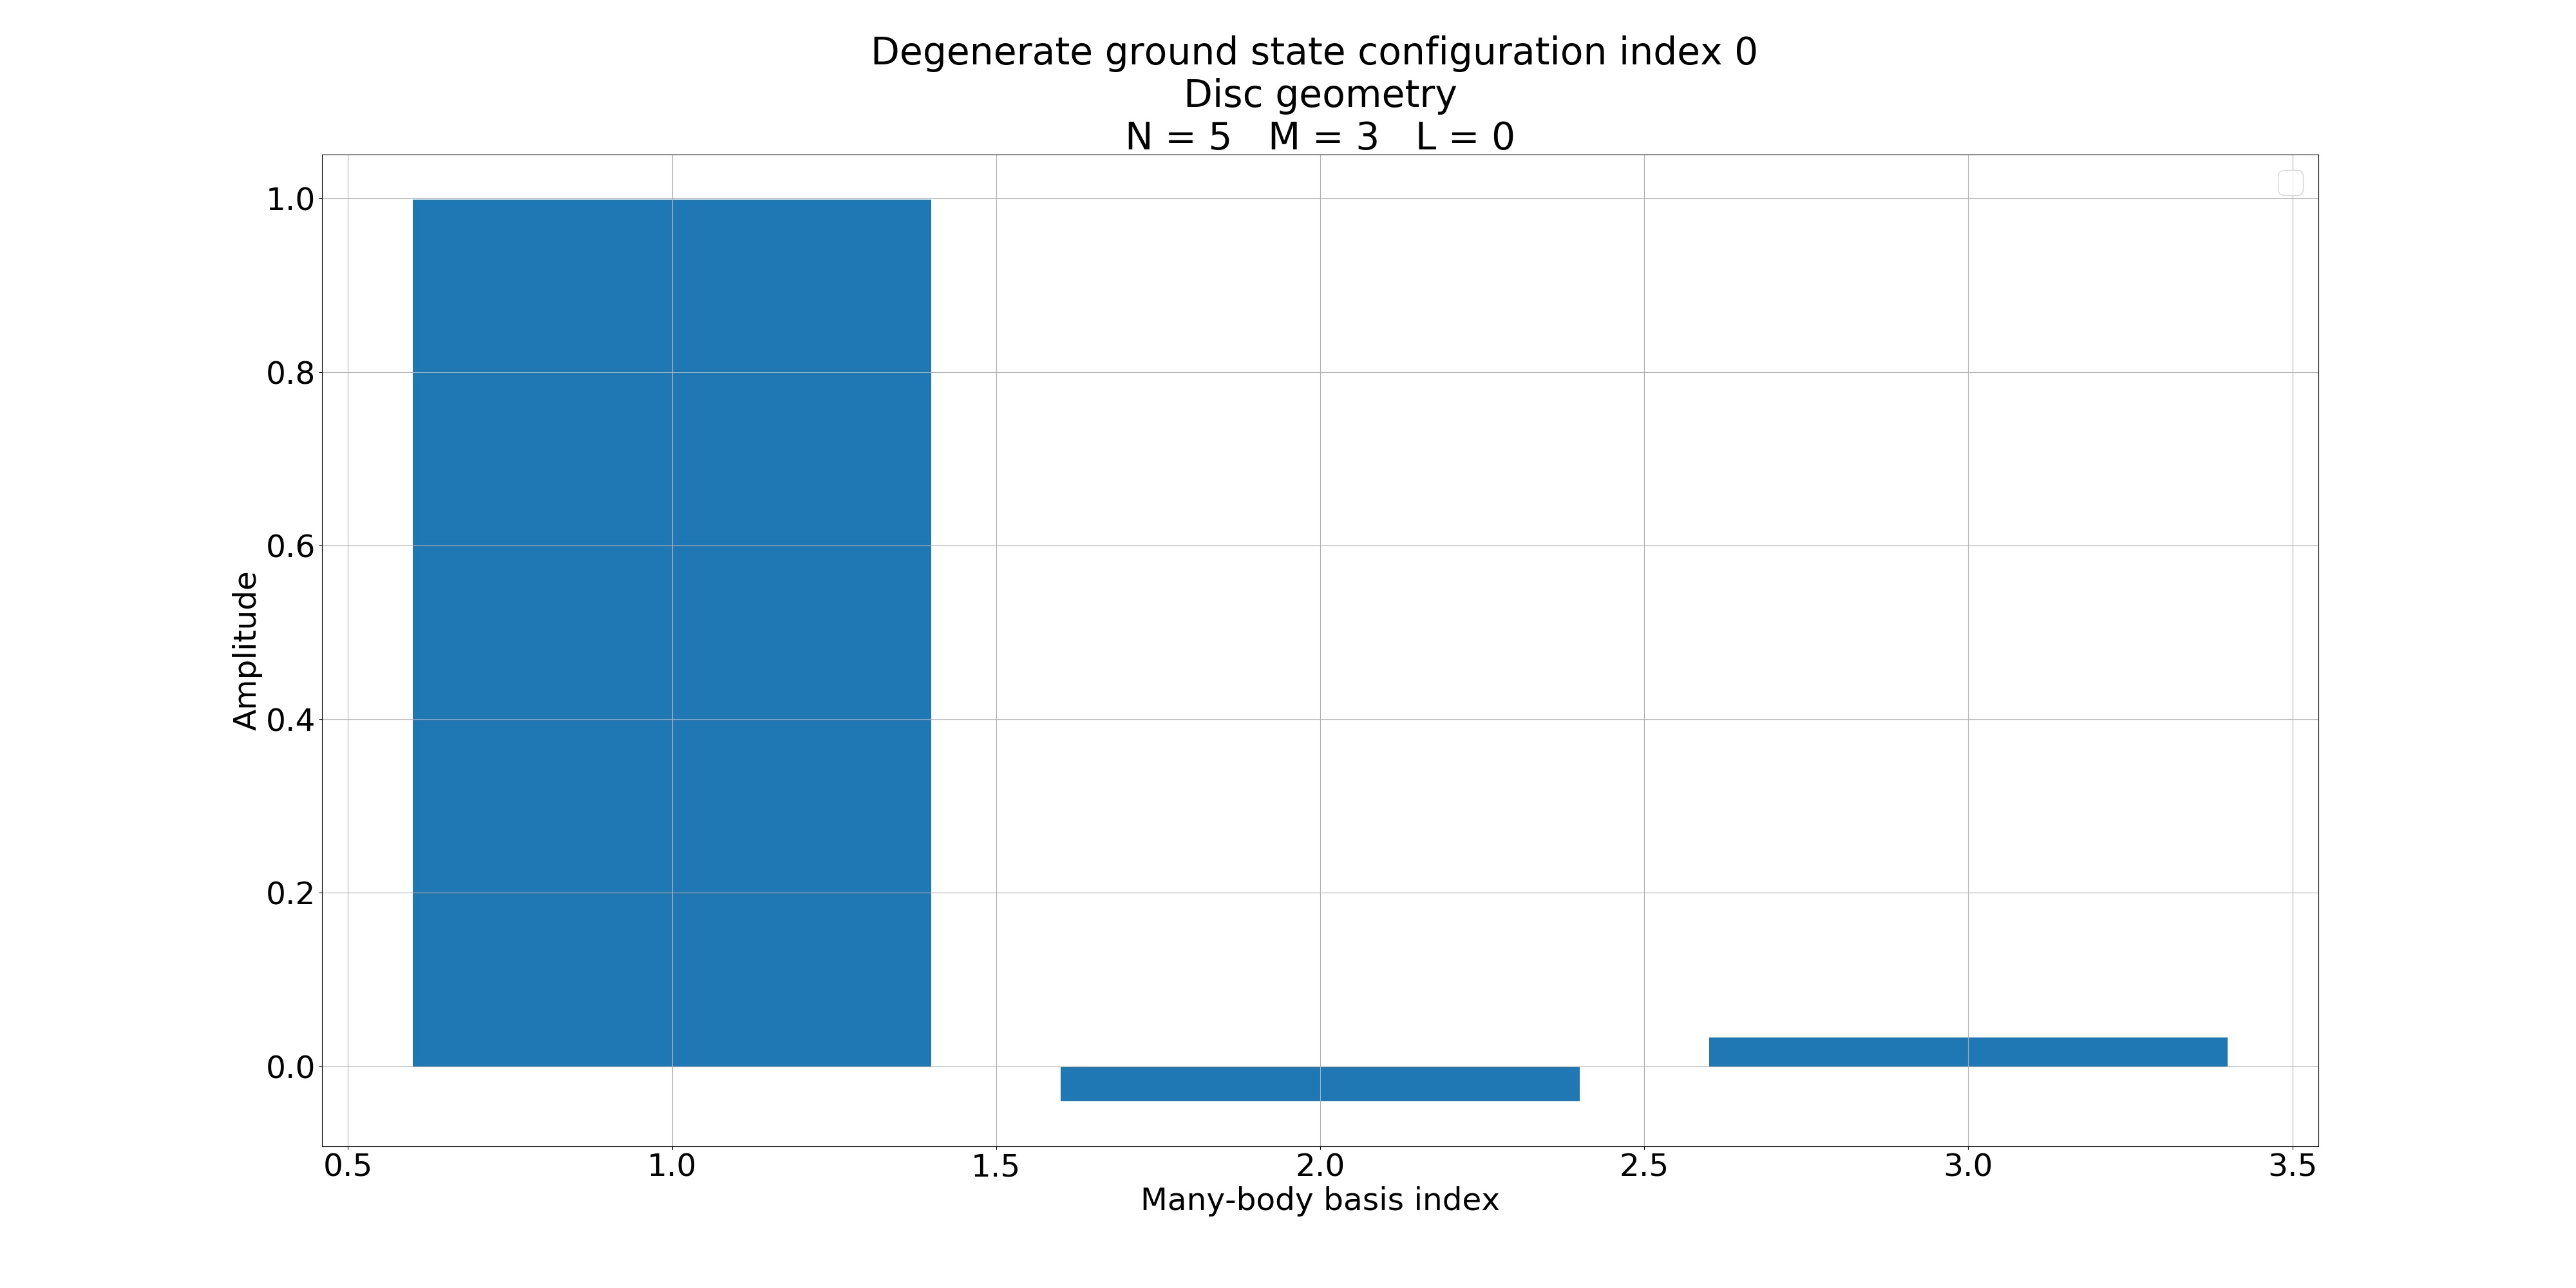 Degenerate ground state configuration index 0
Disc geometry
N = 5 M = 3 L = 0
1.0
0.8
0.6
0.4
0.2
0.0
Amplitude
0.5 1.0 1.5 2.0 2.5 3.0 3.5
Many-body basis index